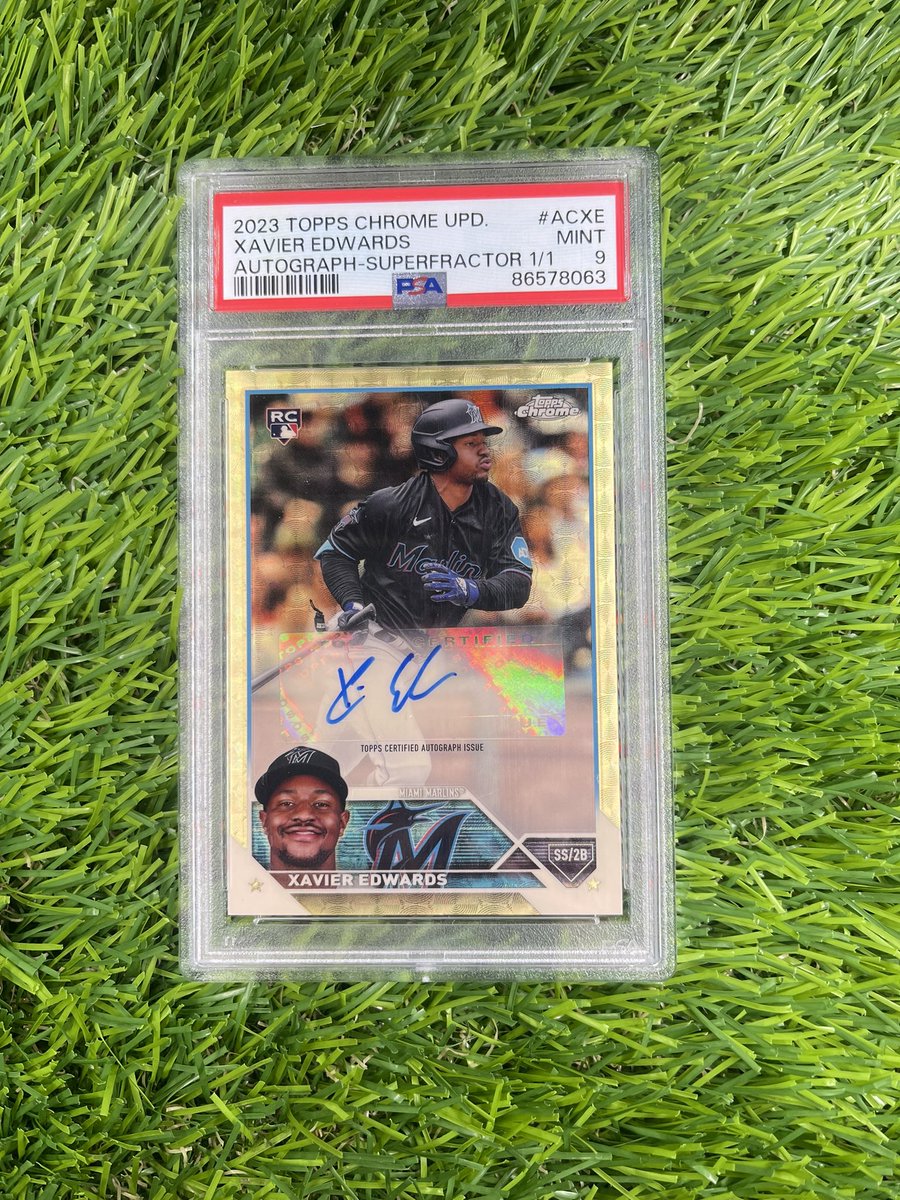 2023 TOPPS CHROME UPD. #ACXE
XAVIER EDWARDS MINT
AUTOGRAPH-SUPERFRACTOR 1/1 9
PSA 86578063
RC
Topps
Chrome
Marlins
CERTIFIED
TOPPS CERTIFIED AUTOGRAPH ISSUE
MIAMI MARLINS
M
SS/2B
XAVIER EDWARDS